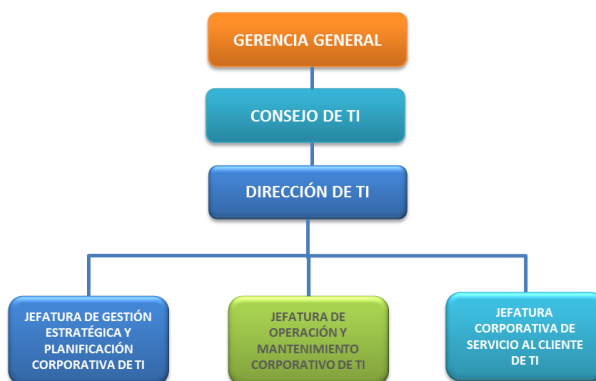 GERENCIA GENERAL
CONSEJO DE TI
DIRECCIÓN DE TI
JEFATURA DE GESTIÓN
ESTRATÉGICA Y
PLANIFICACIÓN
CORPORATIVA DE TI
JEFATURA DE
OPERACIÓN Y
MANTENIMIENTO
CORPORATIVO DE TI
JEFATURA
CORPORATIVA DE
SERVICIO AL CLIENTE
DE TI